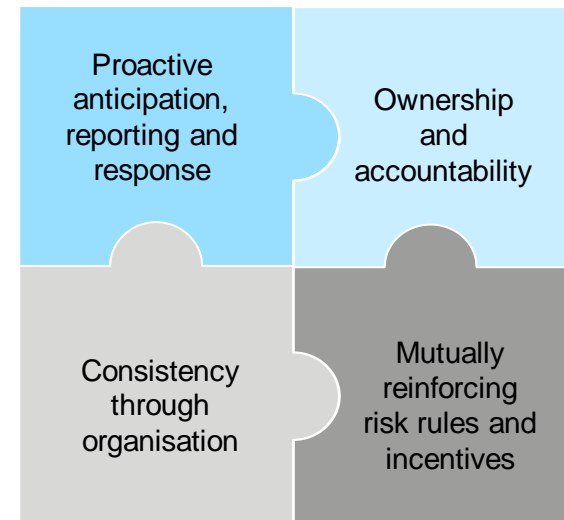 Proactive
anticipation,
reporting and
response
Ownership
and
accountability
Consistency
through
organisation
Mutually
reinforcing
risk rules and
incentives